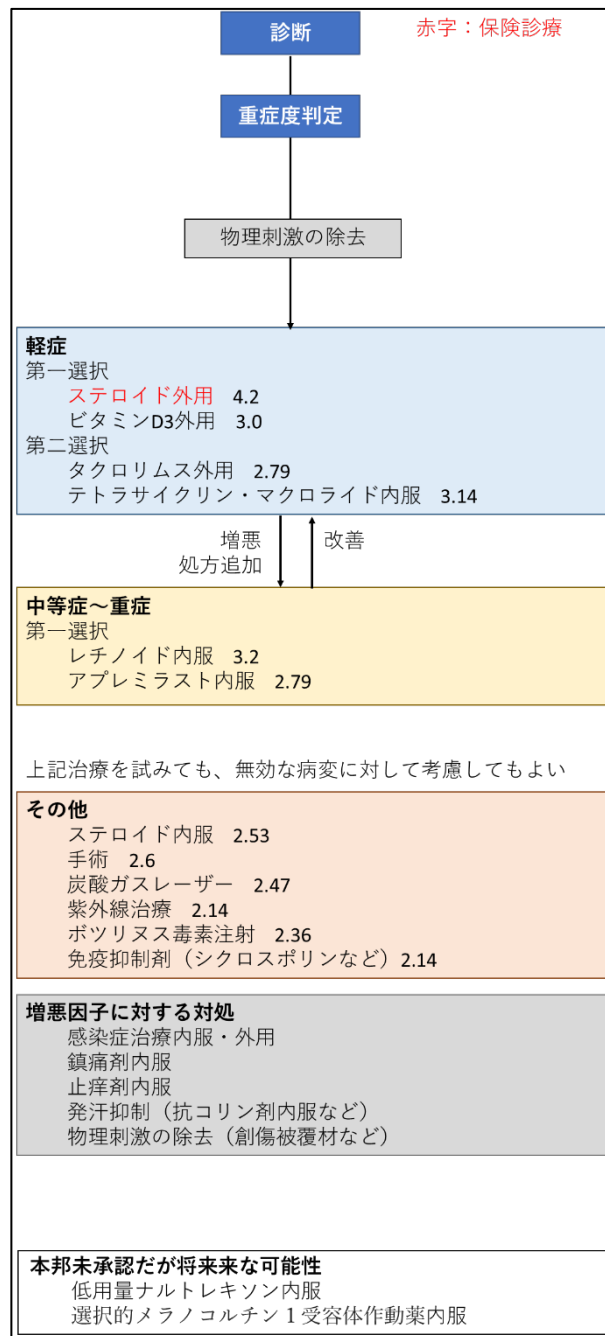 診断
赤字：保険診療
重症度判定
物理刺激の除去
軽症
第一選択
ステロイド外用 4.2
ビタミンD3外用 3.0
第二選択
タクロリムス外用 2.79
テトラサイクリン・マクロライド内服 3.14
増悪
処方追加
改善
中等症～重症
第一選択
レチノイド内服 3.2
アプレミラスト内服 2.79
上記治療を試みても、無効な病変に対して考慮してもよい
その他
ステロイド内服 2.53
手術 2.6
炭酸ガスレーザー 2.47
紫外線治療 2.14
ボツリヌス毒素注射 2.36
免疫抑制剤（シクロスポリンなど）2.14
増悪因子に対する対処
感染症治療内服・外用
鎮痛剤内服
止痒剤内服
発汗抑制（抗コリン剤内服など）
物理刺激の除去（創傷被覆材など）
本邦未承認だが将来来な可能性
低用量ナルトレキソン内服
選択的メラノコルチン１受容体作動薬内服